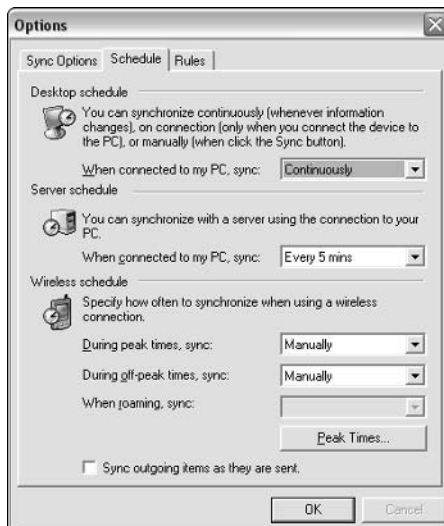 Options
Sync Options Schedule Rules
Desktop schedule
You can synchronize continuously (whenever information
changes), on connection (only when you connect the device to
the PC), or manually (when click the Sync button).
When connected to my PC, sync: Continuously
Server schedule
You can synchronize with a server using the connection to your
PC.
When connected to my PC, sync: Every 5 mins
Wireless schedule
Specify how often to synchronize when using a wireless
connection.
During peak times, sync: Manually
During off-peak times, sync: Manually
When roaming, sync:
Peak Times...
Sync outgoing items as they are sent.
OK Cancel